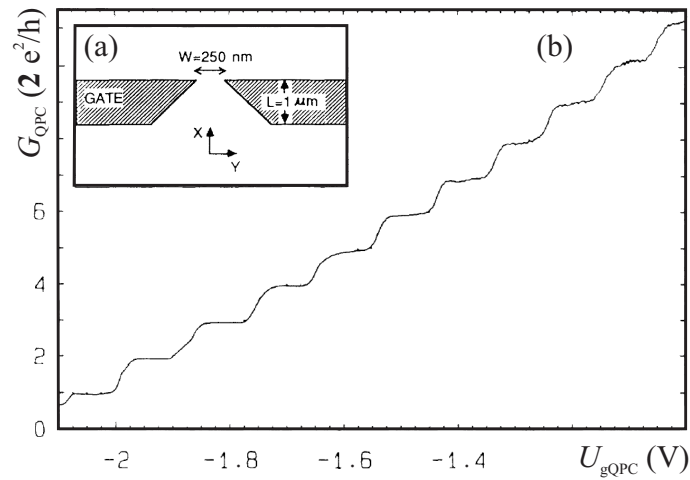 (a)
(b)
W=250 nm
GATE
L=1 μm
X
Y
G_QPC (2 e²/h)
6
4
2
0
-2
-1.8
-1.6
-1.4
U_gQPC (V)